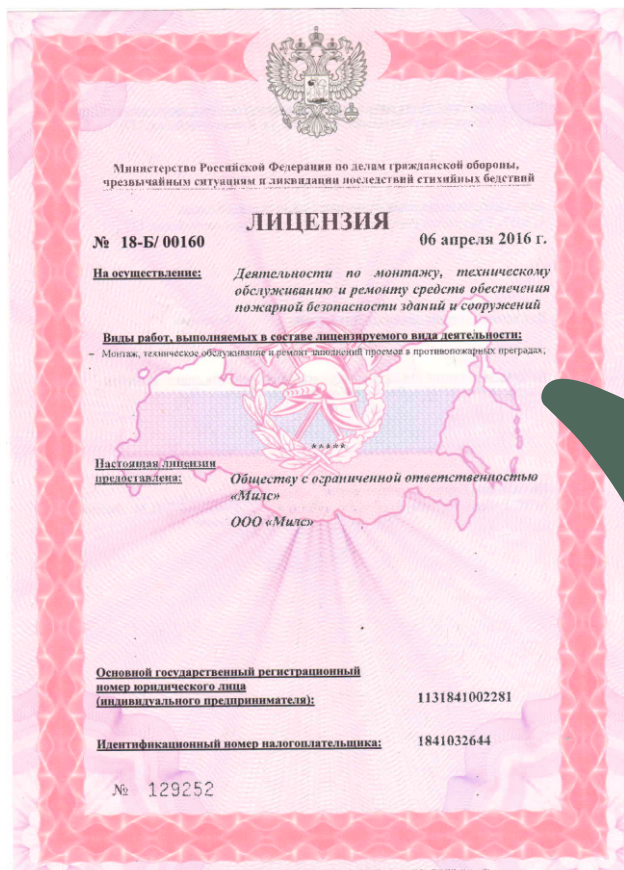 Министерство Российской Федерации по делам гражданской обороны,
чрезвычайным ситуациям и ликвидации последствий стихийных бедствий
ЛИЦЕНЗИЯ
№ 18-Б/ 00160
06 апреля 2016 г.
На осуществление: Деятельности по монтажу, техническому
обслуживанию и ремонту средств обеспечения
пожарной безопасности зданий и сооружений
Виды работ, выполняемых в составе лицензируемого вида деятельности:
– Монтаж, техническое обслуживание и ремонт заполнений проемов в противопожарных преградах,
*****
Настоящая лицензия
предоставлена: Обществу с ограниченной ответственностью
«Милс»
ООО «Милс»
Основной государственный регистрационный
номер юридического лица
(индивидуального предпринимателя): 1131841002281
Идентификационный номер налогоплательщика: 1841032644
№ 129252